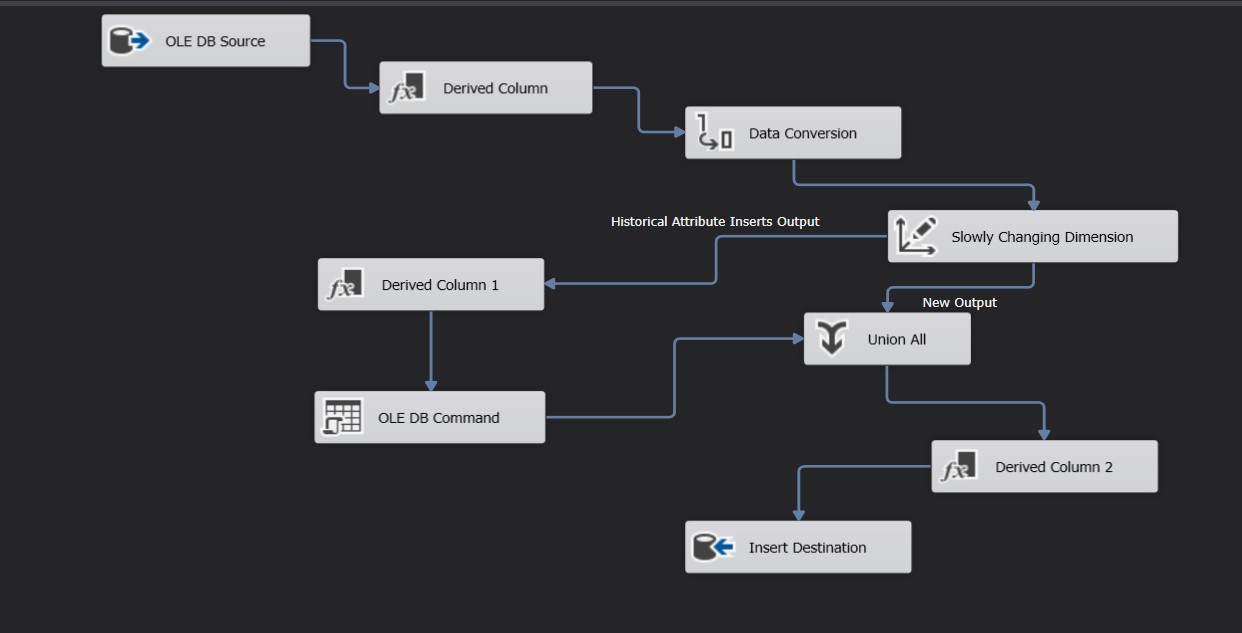 OLE DB Source
Derived Column
Data Conversion
Historical Attribute Inserts Output
Slowly Changing Dimension
Derived Column 1
New Output
Union All
OLE DB Command
Derived Column 2
Insert Destination